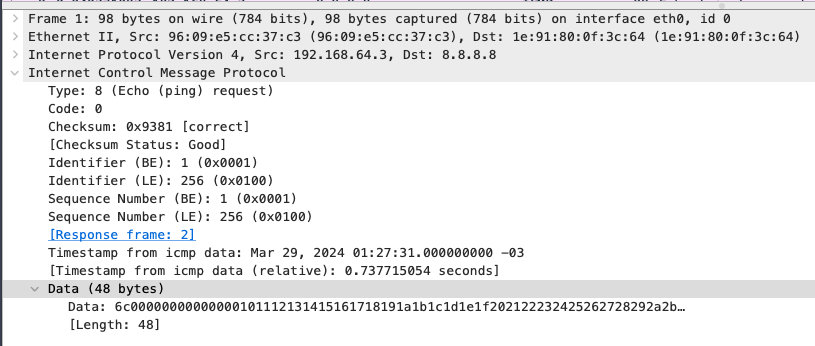 Frame 1: 98 bytes on wire (784 bits), 98 bytes captured (784 bits) on interface eth0, id 0
Ethernet II, Src: 96:09:e5:cc:37:c3 (96:09:e5:cc:37:c3), Dst: 1e:91:80:0f:3c:64 (1e:91:80:0f:3c:64)
Internet Protocol Version 4, Src: 192.168.64.3, Dst: 8.8.8.8
Internet Control Message Protocol
Type: 8 (Echo (ping) request)
Code: 0
Checksum: 0x9381 [correct]
[Checksum Status: Good]
Identifier (BE): 1 (0x0001)
Identifier (LE): 256 (0x0100)
Sequence Number (BE): 1 (0x0001)
Sequence Number (LE): 256 (0x0100)
[Response frame: 2]
Timestamp from icmp data: Mar 29, 2024 01:27:31.000000000 -03
[Timestamp from icmp data (relative): 0.737715054 seconds]
Data (48 bytes)
Data: 6c00000000000000101112131415161718191a1b1c1d1e1f202122232425262728292a2b…
[Length: 48]